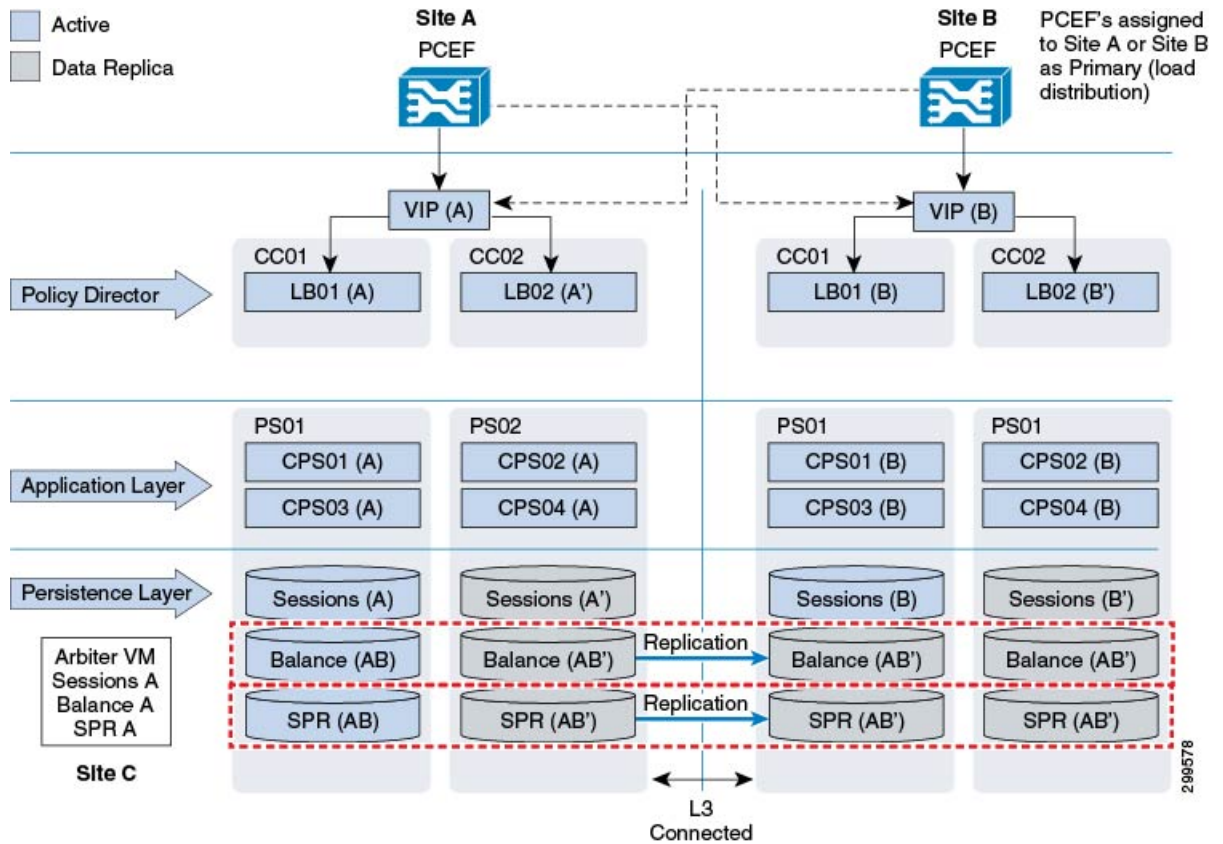 Active
Data Replica
Site A
PCEF
Site B
PCEF
PCEF's assigned
to Site A or Site B
as Primary (load
distribution)
VIP (A)
VIP (B)
Policy Director
CC01
LB01 (A)
CC02
LB02 (A')
CC01
LB01 (B)
CC02
LB02 (B')
Application Layer
PS01
CPS01 (A)
CPS03 (A)
PS02
CPS02 (A)
CPS04 (A)
PS01
CPS01 (B)
CPS03 (B)
PS01
CPS02 (B)
CPS04 (B)
Persistence Layer
Sessions (A)
Sessions (A')
Sessions (B)
Sessions (B')
Balance (AB)
Balance (AB')
Replication
Balance (AB')
Balance (AB')
SPR (AB)
SPR (AB')
Replication
SPR (AB')
SPR (AB')
Arbiter VM
Sessions A
Balance A
SPR A
Site C
L3
Connected
299578